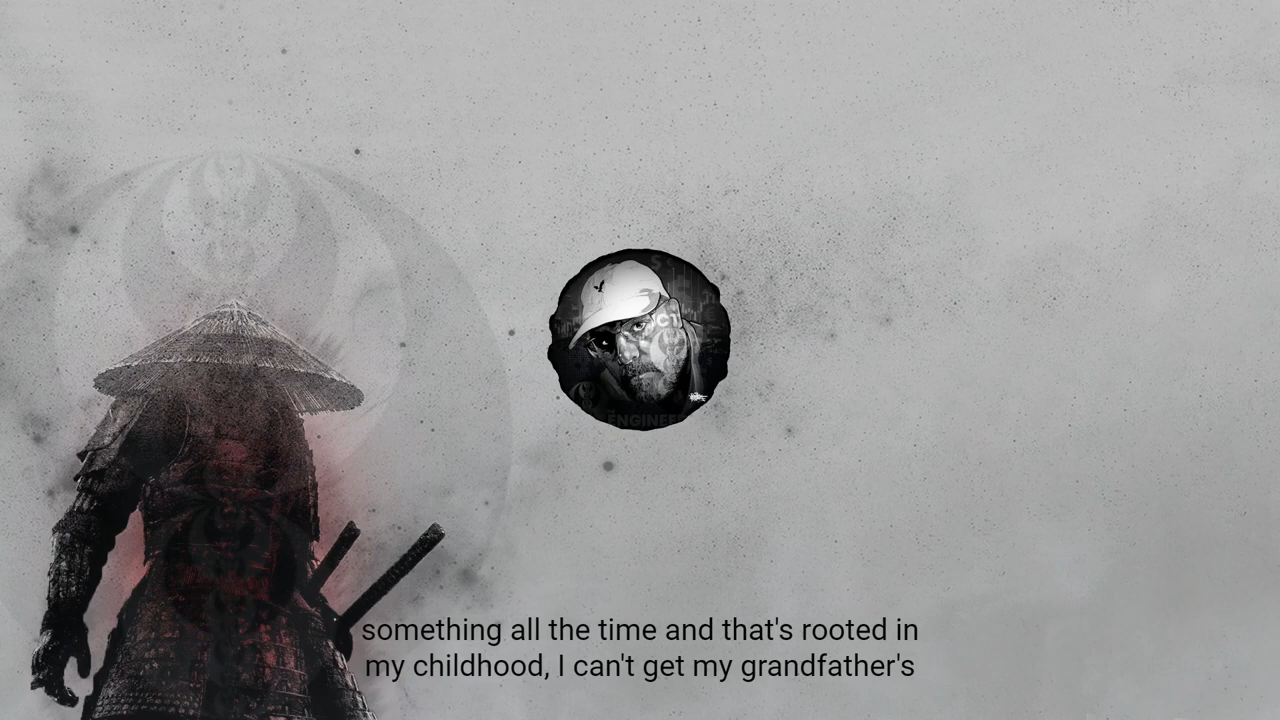 something all the time and that's rooted in
my childhood, I can't get my grandfather's